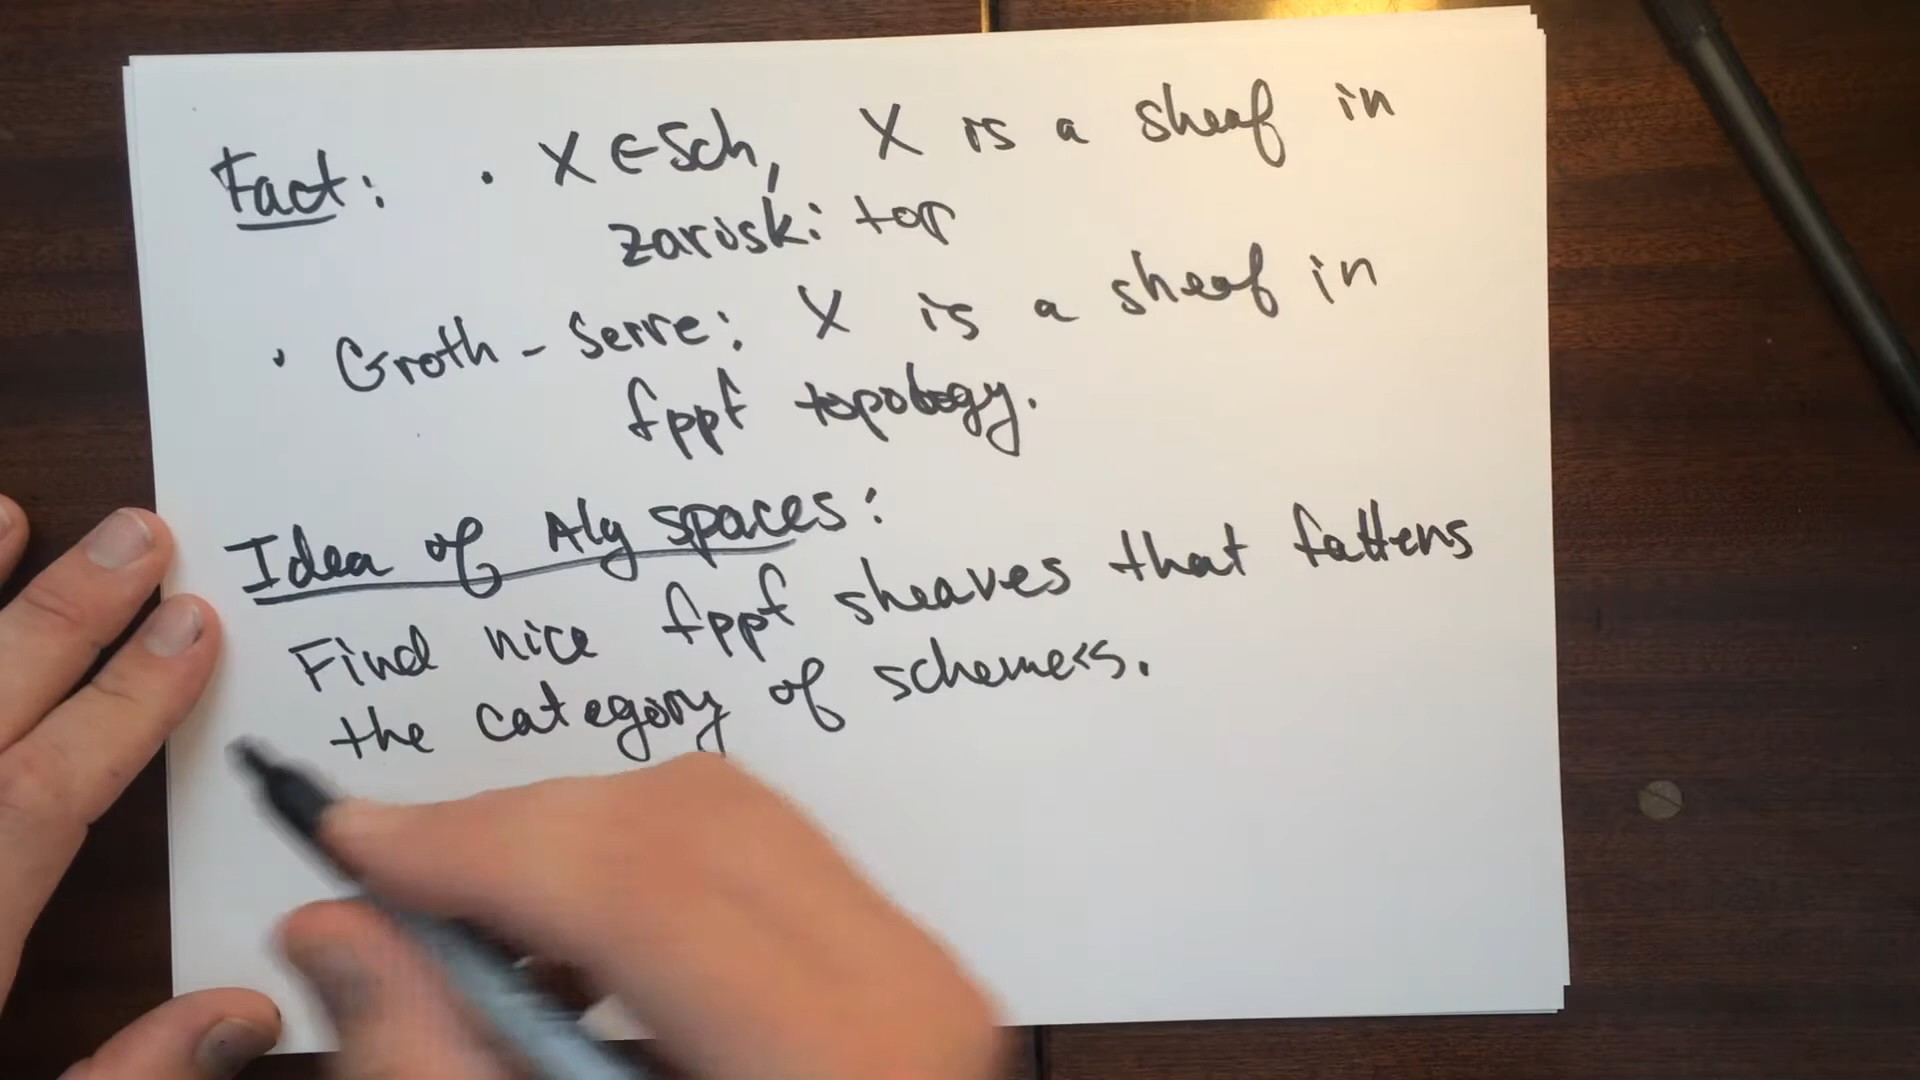 Fact: · X ∈ Sch, X is a sheaf in
zariski top
· Groth - Serre: X is a sheaf in
fppf topology.
Idea of Alg spaces:
Find nice fppf sheaves that fattens
the category of schemes.